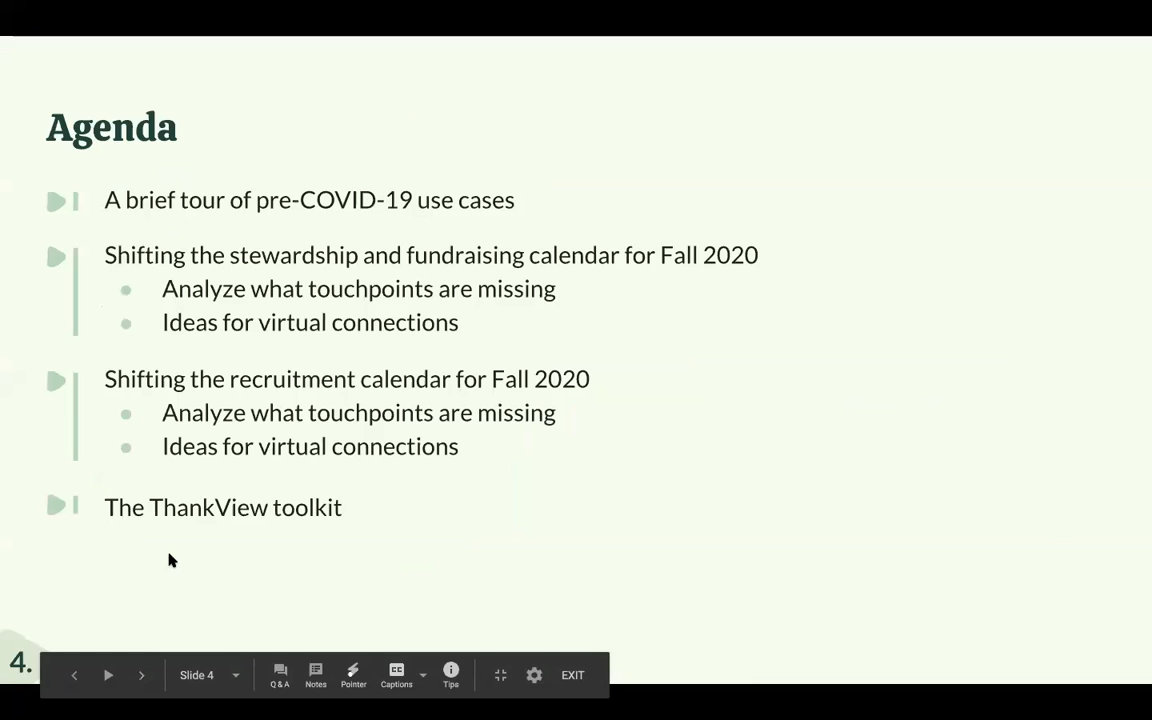 Agenda
A brief tour of pre-COVID-19 use cases
Shifting the stewardship and fundraising calendar for Fall 2020
Analyze what touchpoints are missing
Ideas for virtual connections
Shifting the recruitment calendar for Fall 2020
Analyze what touchpoints are missing
Ideas for virtual connections
The ThankView toolkit
4.
Slide 4
Q & A
Notes
Pointer
CC
Captions
Tips
EXIT